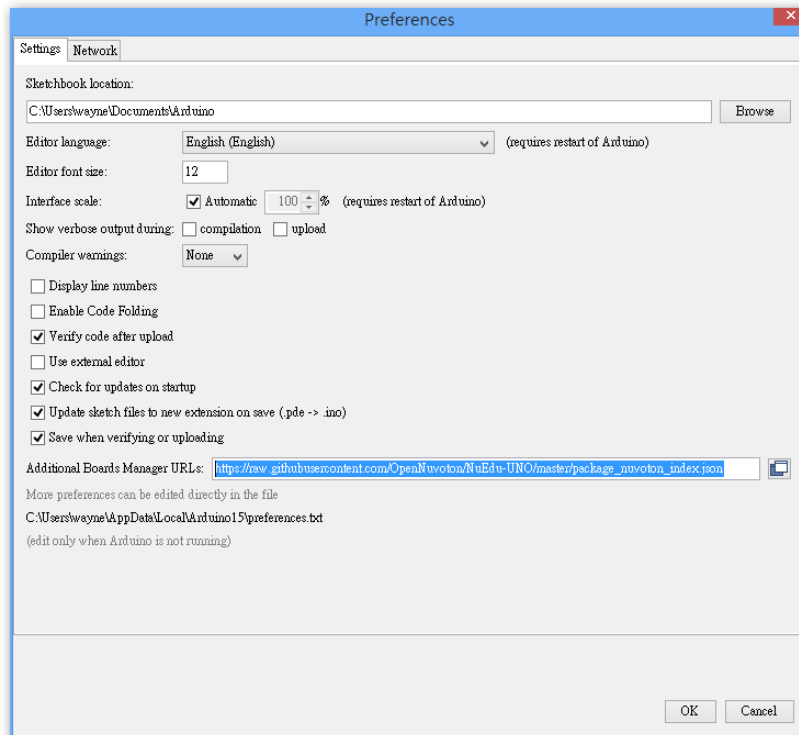 Preferences
Settings Network
Sketchbook location:
C:\Users\wayne\Documents\Arduino Browse
Editor language: English (English) (requires restart of Arduino)
Editor font size: 12
Interface scale: Automatic 100 % (requires restart of Arduino)
Show verbose output during: compilation upload
Compiler warnings: None
Display line numbers
Enable Code Folding
Verify code after upload
Use external editor
Check for updates on startup
Update sketch files to new extension on save (.pde -> .ino)
Save when verifying or uploading
Additional Boards Manager URLs: https://raw.githubusercontent.com/OpenNuvoton/NuEdu-UNO/master/package_nuvoton_index.json
More preferences can be edited directly in the file
C:\Users\wayne\AppData\Local\Arduino15\preferences.txt
(edit only when Arduino is not running)
OK Cancel